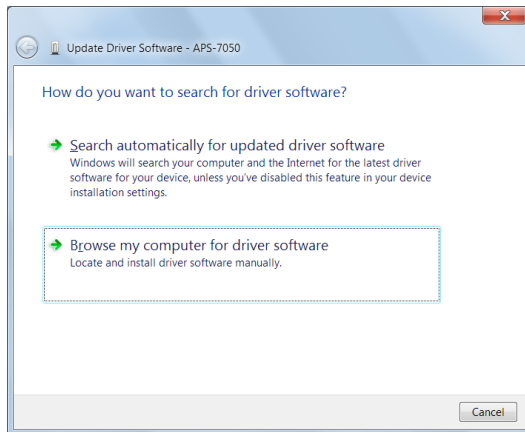 Update Driver Software - APS-7050
How do you want to search for driver software?
Search automatically for updated driver software
Windows will search your computer and the Internet for the latest driver
software for your device, unless you've disabled this feature in your device
installation settings.
Browse my computer for driver software
Locate and install driver software manually.
Cancel